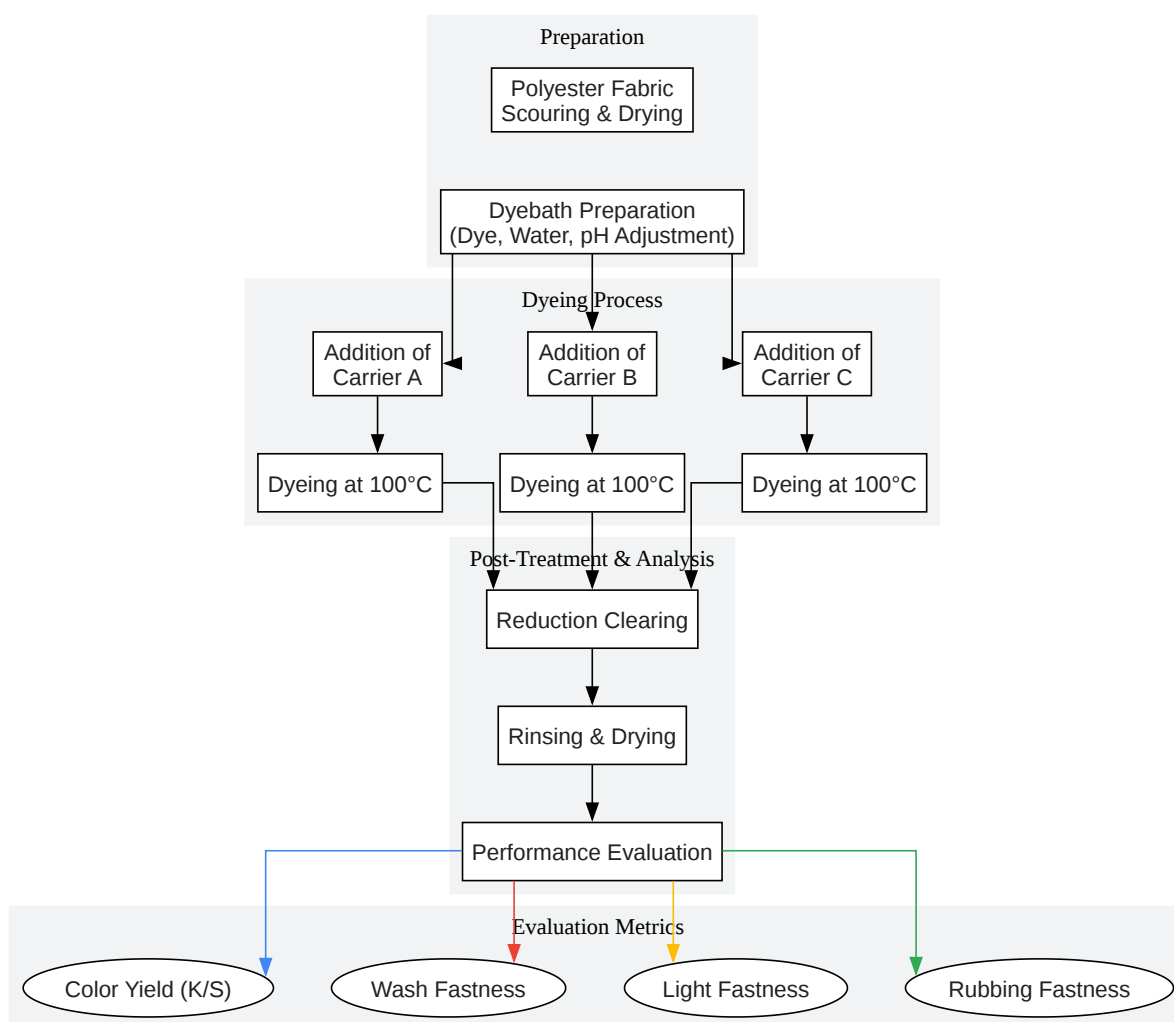 Preparation
Polyester Fabric
Scouring & Drying
Dyebath Preparation
(Dye, Water, pH Adjustment)
Dyeing Process
Addition of
Carrier A
Addition of
Carrier B
Addition of
Carrier C
Dyeing at 100°C
Dyeing at 100°C
Dyeing at 100°C
Post-Treatment & Analysis
Reduction Clearing
Rinsing & Drying
Performance Evaluation
Evaluation Metrics
Color Yield (K/S)
Wash Fastness
Light Fastness
Rubbing Fastness